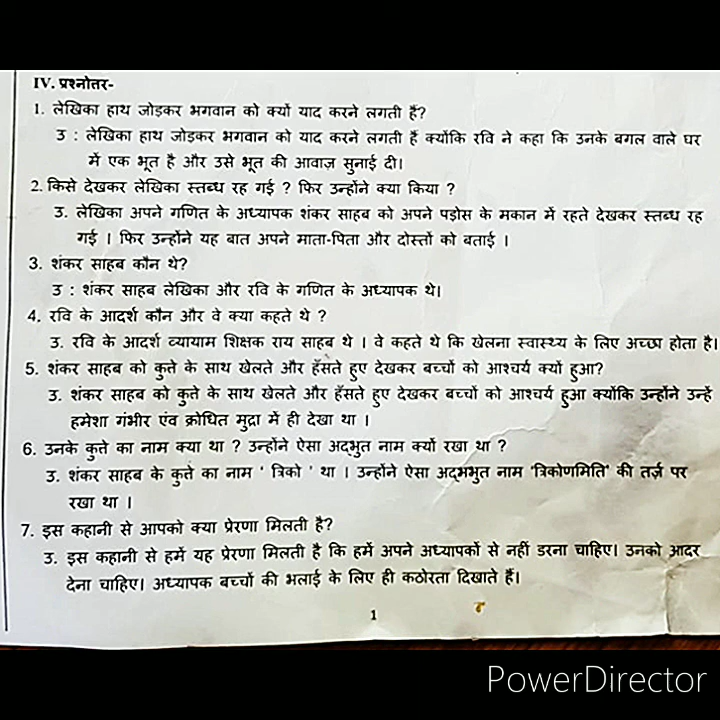 IV. प्रश्नोतर-
1. लेखिका हाथ जोड़कर भगवान को क्यों याद करने लगती हैं?
उ : लेखिका हाथ जोड़कर भगवान को याद करने लगती हैं क्योंकि रवि ने कहा कि उनके बगल वाले घर
में एक भूत है और उसे भूत की आवाज़ सुनाई दी।
2. किसे देखकर लेखिका स्तब्ध रह गई ? फिर उन्होंने क्या किया ?
उ. लेखिका अपने गणित के अध्यापक शंकर साहब को अपने पड़ोस के मकान में रहते देखकर स्तब्ध रह
गई । फिर उन्होंने यह बात अपने माता-पिता और दोस्तों को बताई ।
3. शंकर साहब कौन थे?
उ : शंकर साहब लेखिका और रवि के गणित के अध्यापक थे।
4. रवि के आदर्श कौन और वे क्या कहते थे ?
उ. रवि के आदर्श व्यायाम शिक्षक राय साहब थे । वे कहते थे कि खेलना स्वास्थ्य के लिए अच्छा होता है।
5. शंकर साहब को कुते के साथ खेलते और हँसते हुए देखकर बच्चों को आश्चर्य क्यों हुआ?
उ. शंकर साहब को कुते के साथ खेलते और हँसते हुए देखकर बच्चों को आश्चर्य हुआ क्योंकि उन्होंने उन्हें
हमेशा गंभीर एंव क्रोधित मुद्रा में ही देखा था ।
6. उनके कुते का नाम क्या था ? उन्होंने ऐसा अद्भुत नाम क्यों रखा था ?
उ. शंकर साहब के कुते का नाम ' त्रिको ' था । उन्होंने ऐसा अदभभुत नाम 'त्रिकोणमिति' की तर्ज़ पर
रखा था ।
7. इस कहानी से आपको क्या प्रेरणा मिलती है?
उ. इस कहानी से हमें यह प्रेरणा मिलती है कि हमें अपने अध्यापकों से नहीं डरना चाहिए। उनको आदर
देना चाहिए। अध्यापक बच्चों की भलाई के लिए ही कठोरता दिखाते हैं।
1
PowerDirector